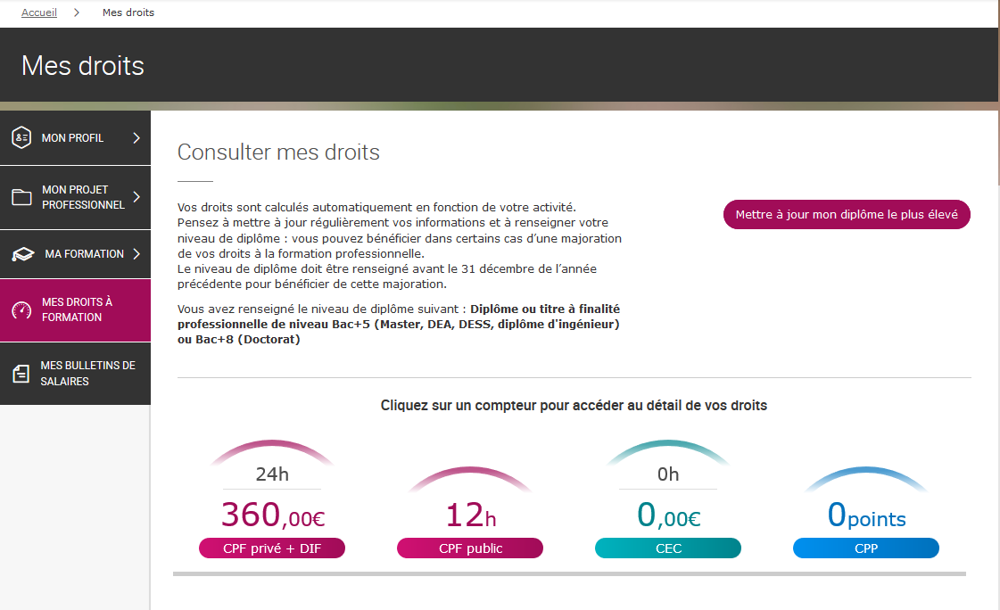 Accueil > Mes droits
Mes droits
MON PROFIL
MON PROJET
PROFESSIONNEL
MA FORMATION
MES DROITS À
FORMATION
MES BULLETINS DE
SALAIRES
Consulter mes droits
Vos droits sont calculés automatiquement en fonction de votre activité.
Pensez à mettre à jour régulièrement vos informations et à renseigner votre
niveau de diplôme : vous pouvez bénéficier dans certains cas d’une majoration
de vos droits à la formation professionnelle.
Le niveau de diplôme doit être renseigné avant le 31 décembre de l’année
précédente pour bénéficier de cette majoration.
Mettre à jour mon diplôme le plus élevé
Vous avez renseigné le niveau de diplôme suivant : Diplôme ou titre à finalité
professionnelle de niveau Bac+5 (Master, DEA, DESS, diplôme d'ingénieur)
ou Bac+8 (Doctorat)
Cliquez sur un compteur pour accéder au détail de vos droits
24h
360,00€
CPF privé + DIF
12h
CPF public
0h
0,00€
CEC
0points
CPP